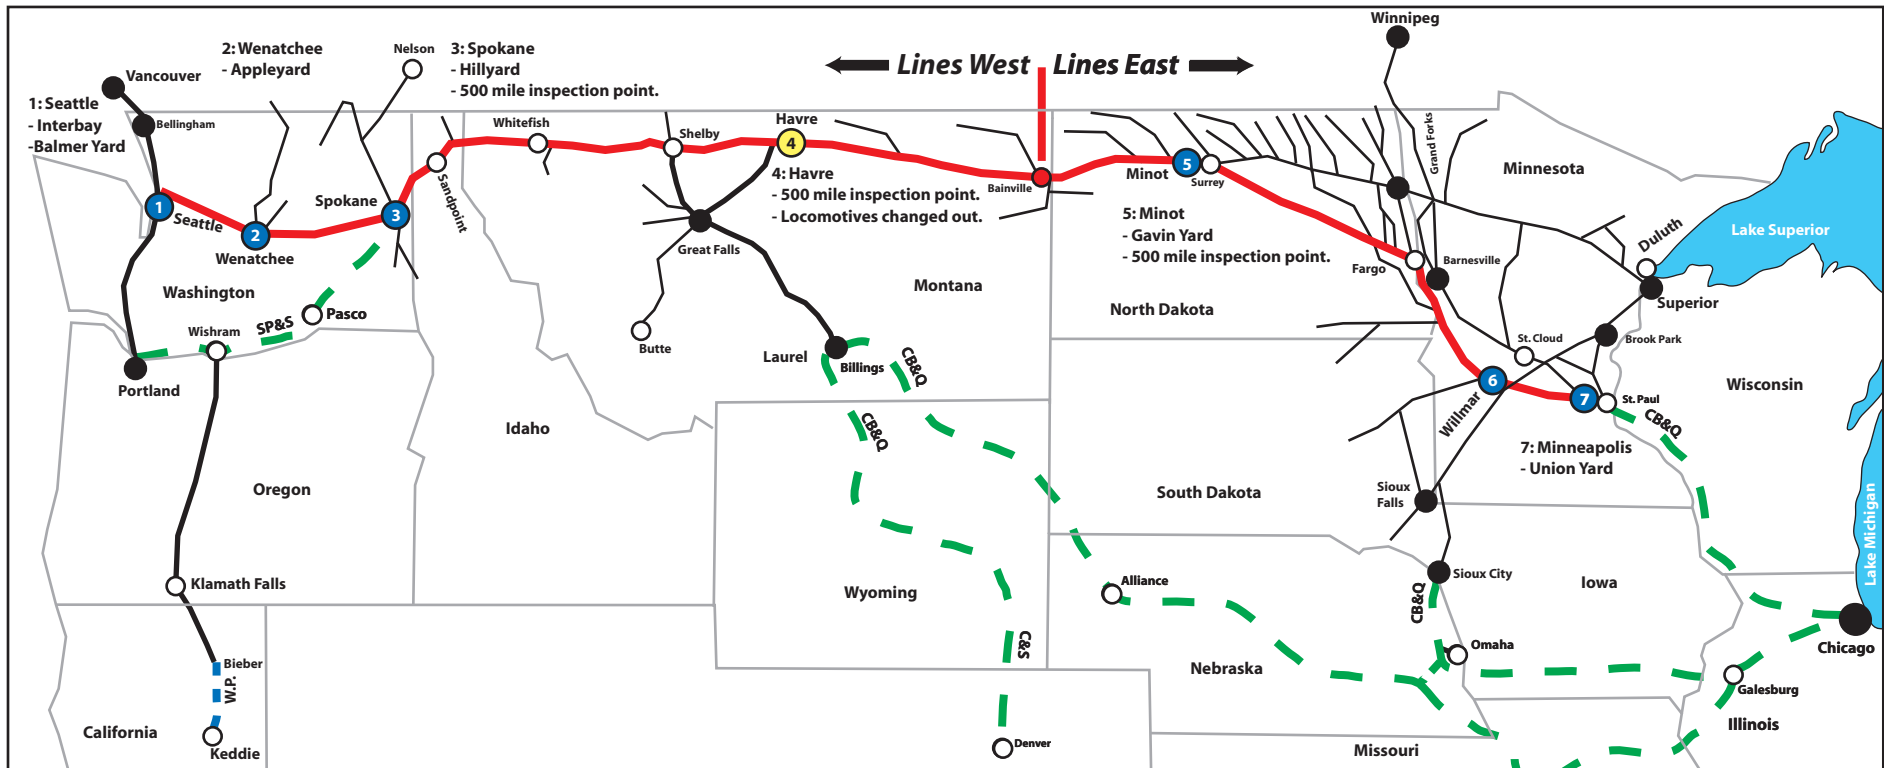 Winnipeg
2: Wenatchee
- Appleyard
Nelson
3: Spokane
- Hillyard
- 500 mile inspection point.
Lines West
Lines East
Vancouver
1: Seattle
- Interbay
-Balmer Yard
Bellingham
Whitefish
Shelby
Havre
4
4: Havre
- 500 mile inspection point.
- Locomotives changed out.
Bainville
Minot
5
Surrey
Grand Forks
Minnesota
5: Minot
- Gavin Yard
- 500 mile inspection point.
Spokane
3
Sandpoint
1
Seattle
2
Wenatchee
Great Falls
Fargo
Barnesville
Duluth
Lake Superior
Superior
Washington
Montana
North Dakota
Pasco
SP&S
Wishram
Portland
Butte
Laurel
Billings
CB&Q
CB&Q
St. Cloud
Brook Park
Wisconsin
6
Willmar
7
St. Paul
CB&Q
7: Minneapolis
- Union Yard
Idaho
Oregon
South Dakota
Sioux
Falls
Lake Michigan
Klamath Falls
Wyoming
Alliance
Sioux City
CB&Q
Iowa
C&S
Omaha
Nebraska
Chicago
Bieber
W.P.
Keddie
California
Denver
Galesburg
Illinois
Missouri